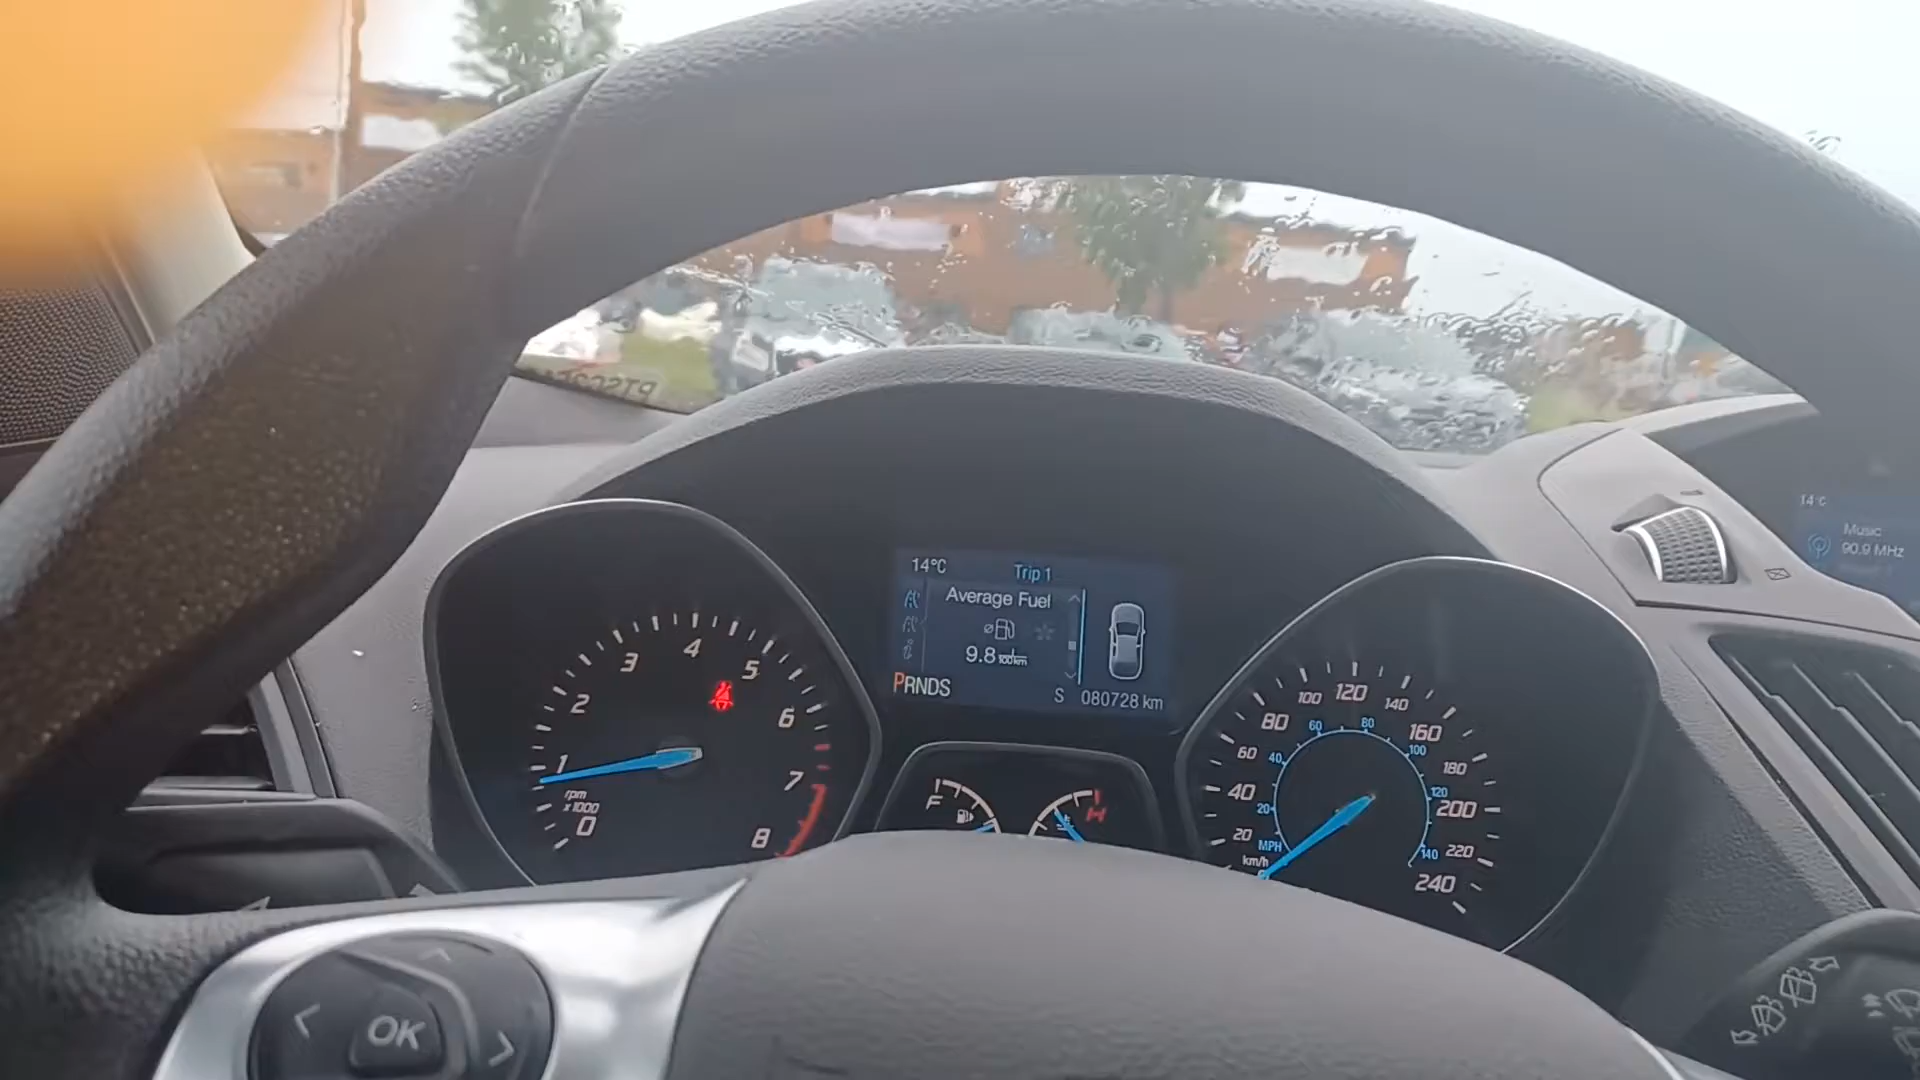 14°C
Trip 1
Average Fuel
9.8 l/100km
PRNDS
S 080728 km
0
1
2
3
4
5
6
7
8
rpm
x1000
F
H
20
40
60
80
100
120
140
160
180
200
220
240
20
40
60
80
100
120
140
MPH
km/h
OK
14°C
Music
90.9 MHz